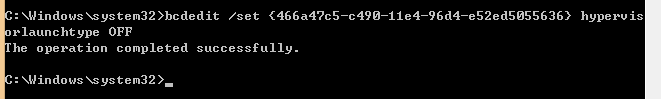 C:\Windows\system32>bcdedit /set {466a47c5-c490-11e4-96d4-e52ed5055636} hypervis
orlaunchtype OFF
The operation completed successfully.
C:\Windows\system32>_